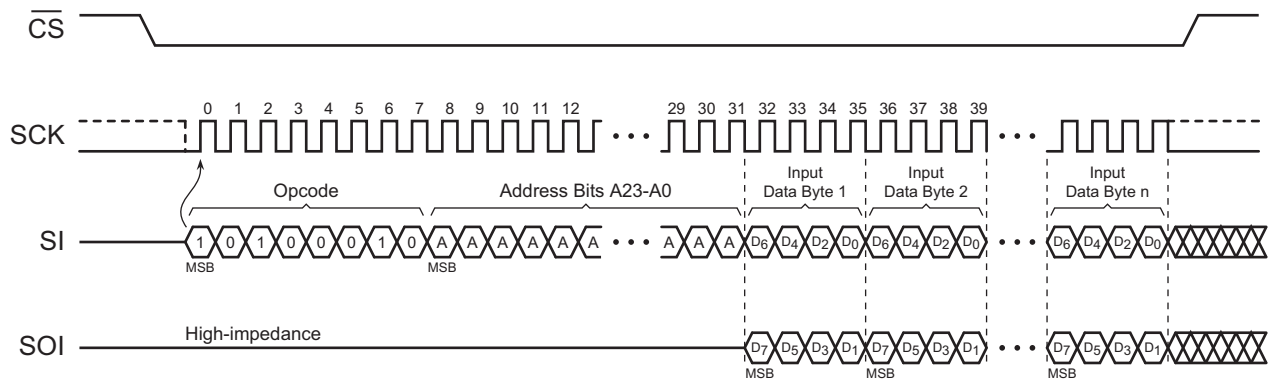 CS
0 1 2 3 4 5 6 7 8 9 10 11 12 29 30 31 32 33 34 35 36 37 38 39
SCK
Opcode Address Bits A23-A0 Input Data Byte 1 Input Data Byte 2 Input Data Byte n
SI 1 0 1 0 0 0 1 0 A A A A A A A A A D6 D4 D2 D0 D6 D4 D2 D0 D6 D4 D2 D0
MSB MSB
High-impedance
SOI D7 D5 D3 D1 D7 D5 D3 D1 D7 D5 D3 D1
MSB MSB MSB